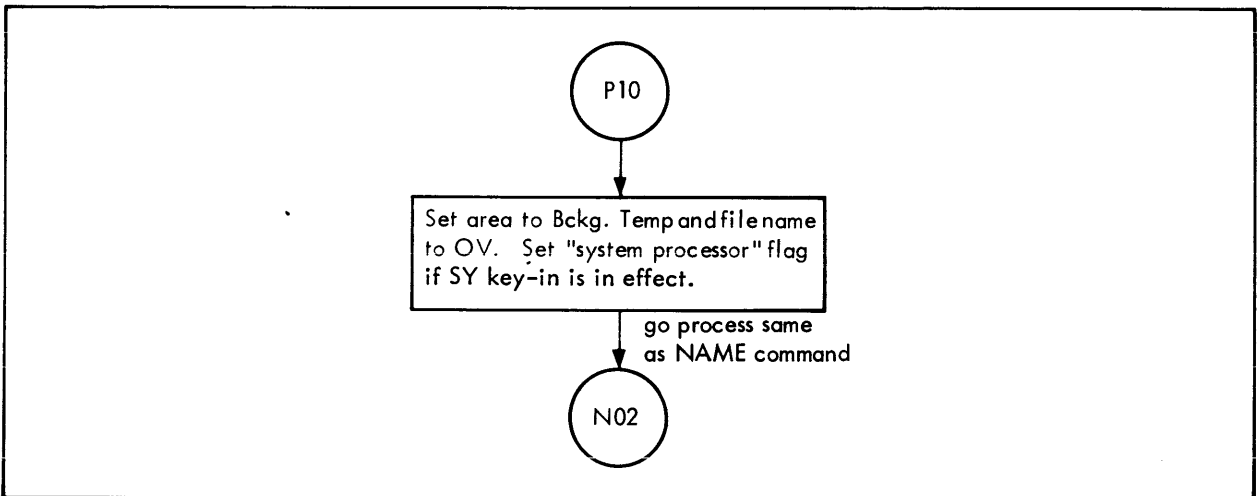 P10
Set area to Bckg. Temp and file name
to OV. Set "system processor" flag
if SY key-in is in effect.
go process same
as NAME command
N02